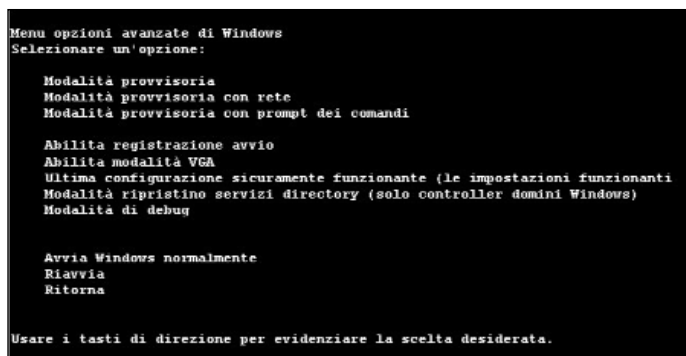 Menu opzioni avanzate di Windows
Selezionare un'opzione:
Modalità provvisoria
Modalità provvisoria con rete
Modalità provvisoria con prompt dei comandi
Abilita registrazione avvio
Abilita modalità VGA
Ultima configurazione sicuramente funzionante (le impostazioni funzionanti
Modalità ripristino servizi directory (solo controller domini Windows)
Modalità di debug
Avvia Windows normalmente
Riavvia
Ritorna
Usare i tasti di direzione per evidenziare la scelta desiderata.